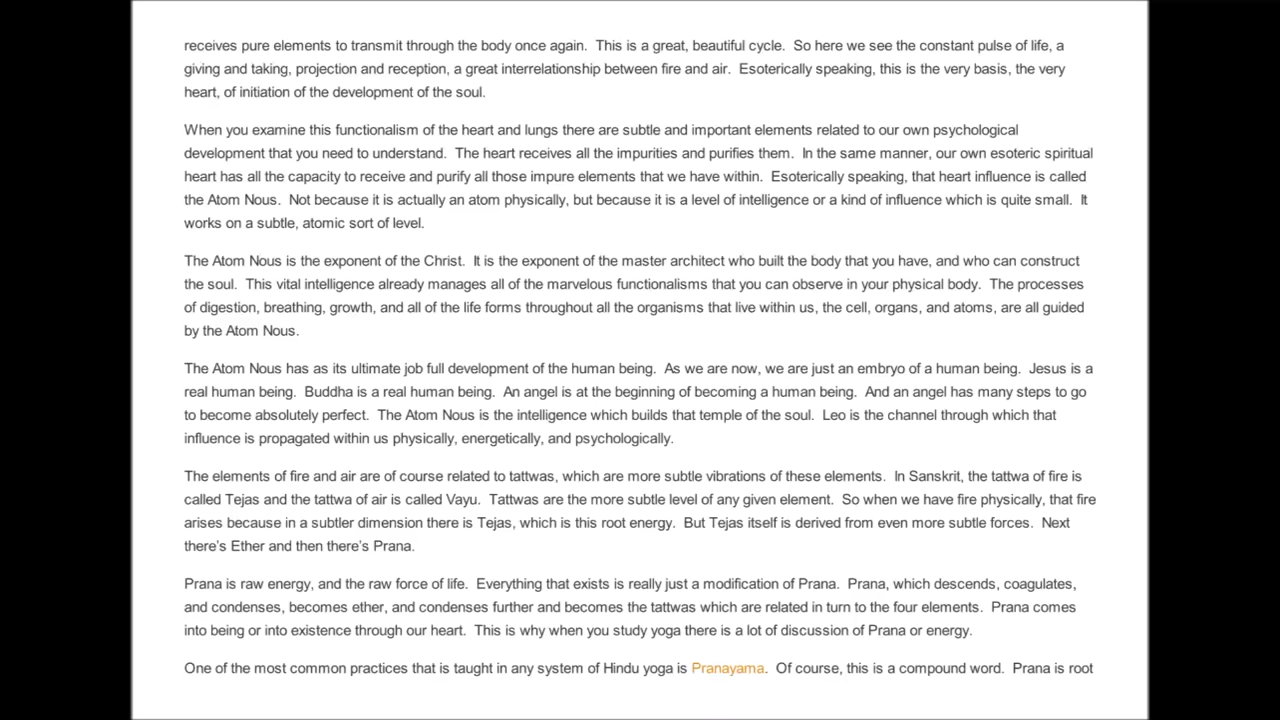 receives pure elements to transmit through the body once again.  This is a great, beautiful cycle.  So here we see the constant pulse of life, a
giving and taking, projection and reception, a great interrelationship between fire and air.  Esoterically speaking, this is the very basis, the very
heart, of initiation of the development of the soul.
When you examine this functionalism of the heart and lungs there are subtle and important elements related to our own psychological
development that you need to understand.  The heart receives all the impurities and purifies them.  In the same manner, our own esoteric spiritual
heart has all the capacity to receive and purify all those impure elements that we have within.  Esoterically speaking, that heart influence is called
the Atom Nous.  Not because it is actually an atom physically, but because it is a level of intelligence or a kind of influence which is quite small.  It
works on a subtle, atomic sort of level.
The Atom Nous is the exponent of the Christ.  It is the exponent of the master architect who built the body that you have, and who can construct
the soul.  This vital intelligence already manages all of the marvelous functionalisms that you can observe in your physical body.  The processes
of digestion, breathing, growth, and all of the life forms throughout all the organisms that live within us, the cell, organs, and atoms, are all guided
by the Atom Nous.
The Atom Nous has as its ultimate job full development of the human being.  As we are now, we are just an embryo of a human being.  Jesus is a
real human being.  Buddha is a real human being.  An angel is at the beginning of becoming a human being.  And an angel has many steps to go
to become absolutely perfect.  The Atom Nous is the intelligence which builds that temple of the soul.  Leo is the channel through which that
influence is propagated within us physically, energetically, and psychologically.
The elements of fire and air are of course related to tattwas, which are more subtle vibrations of these elements.  In Sanskrit, the tattwa of fire is
called Tejas and the tattwa of air is called Vayu.  Tattwas are the more subtle level of any given element.  So when we have fire physically, that fire
arises because in a subtler dimension there is Tejas, which is this root energy.  But Tejas itself is derived from even more subtle forces.  Next
there's Ether and then there's Prana.
Prana is raw energy, and the raw force of life.  Everything that exists is really just a modification of Prana.  Prana, which descends, coagulates,
and condenses, becomes ether, and condenses further and becomes the tattwas which are related in turn to the four elements.  Prana comes
into being or into existence through our heart.  This is why when you study yoga there is a lot of discussion of Prana or energy.
One of the most common practices that is taught in any system of Hindu yoga is Pranayama.  Of course, this is a compound word.  Prana is root